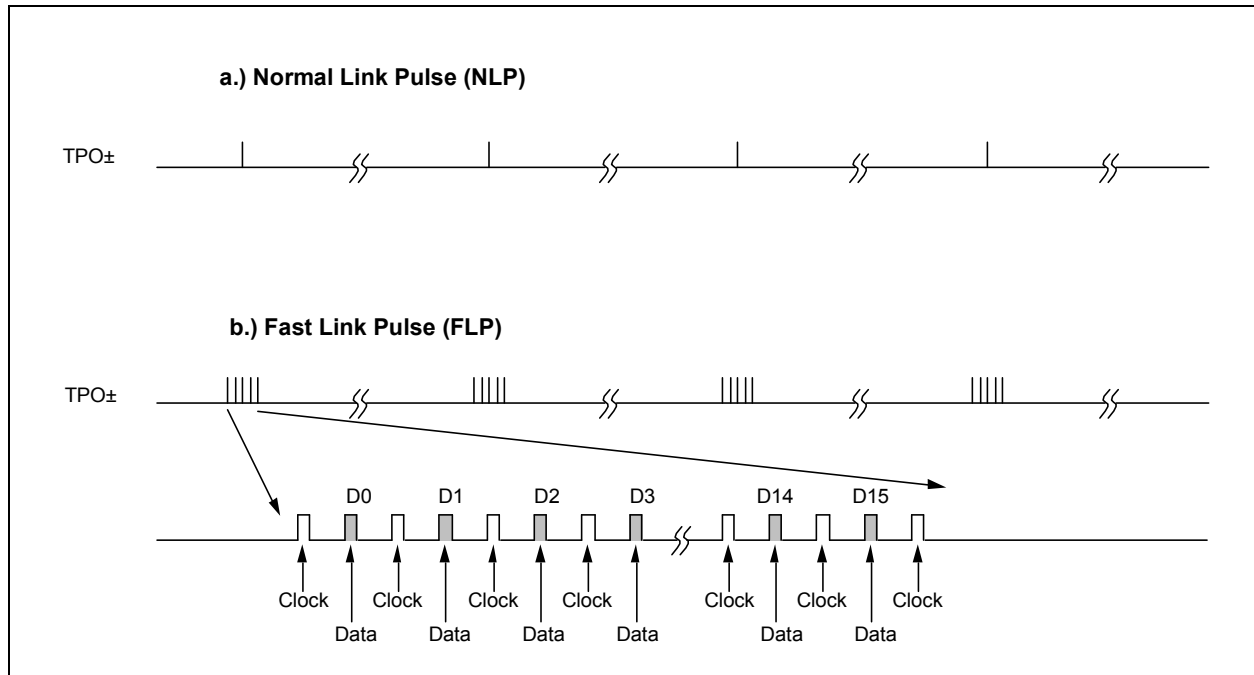 a.) Normal Link Pulse (NLP)
TPO±
b.) Fast Link Pulse (FLP)
TPO±
D0 D1 D2 D3 D14 D15
Clock Clock Clock Clock Clock Clock Clock
Data Data Data Data Data Data